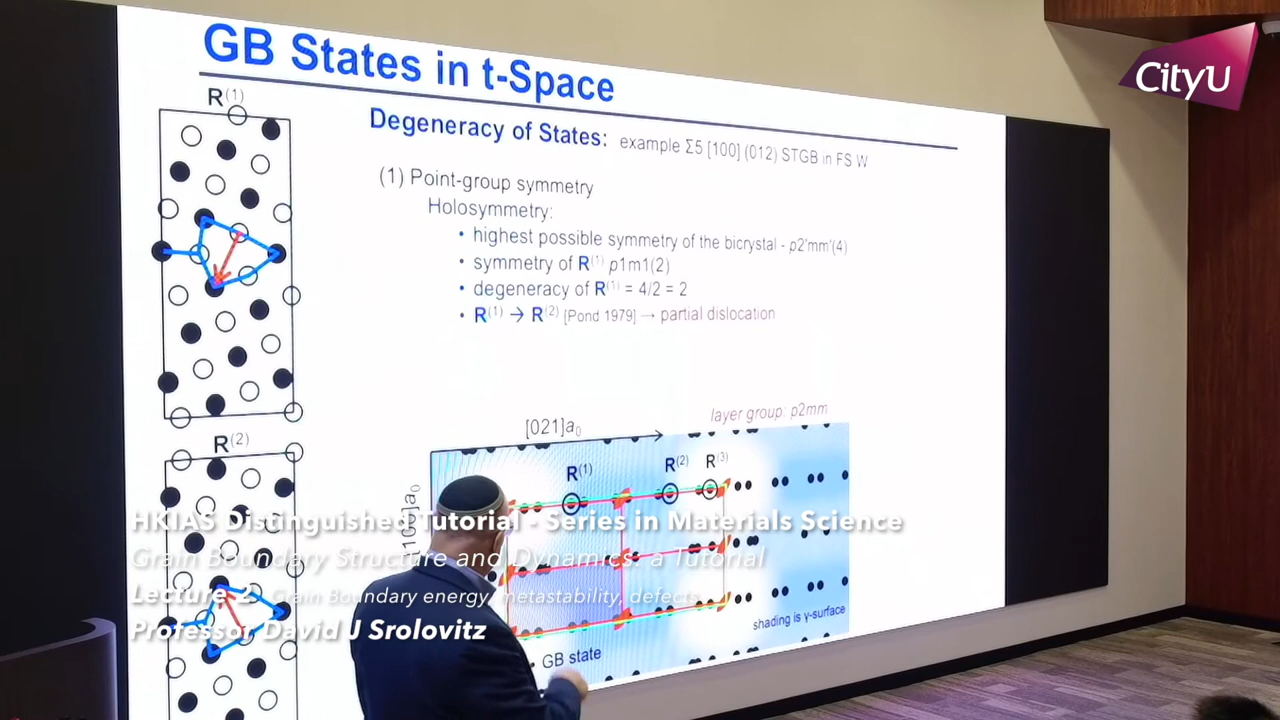 GB States in t-Space
CityU
R(1)
Degeneracy of States: example Σ5 [100] (012) STGB in FS W
(1) Point-group symmetry
Holosymmetry:
• highest possible symmetry of the bicrystal - p2'mm'(4)
• symmetry of R(1) p1m1(2)
• degeneracy of R(1) = 4/2 = 2
• R(1) → R(2) [Pond 1979] → partial dislocation
layer group: p2mm
[021]a0
R(2)
R(1) R(2) R(3)
HKIAS Distinguished Tutorial - Series in Materials Science
Grain Boundary Structure and Dynamics: a Tutorial
Lecture 2) Grain Boundary energy, metastability, defects
Professor David J Srolovitz
shading is γ-surface
GB state